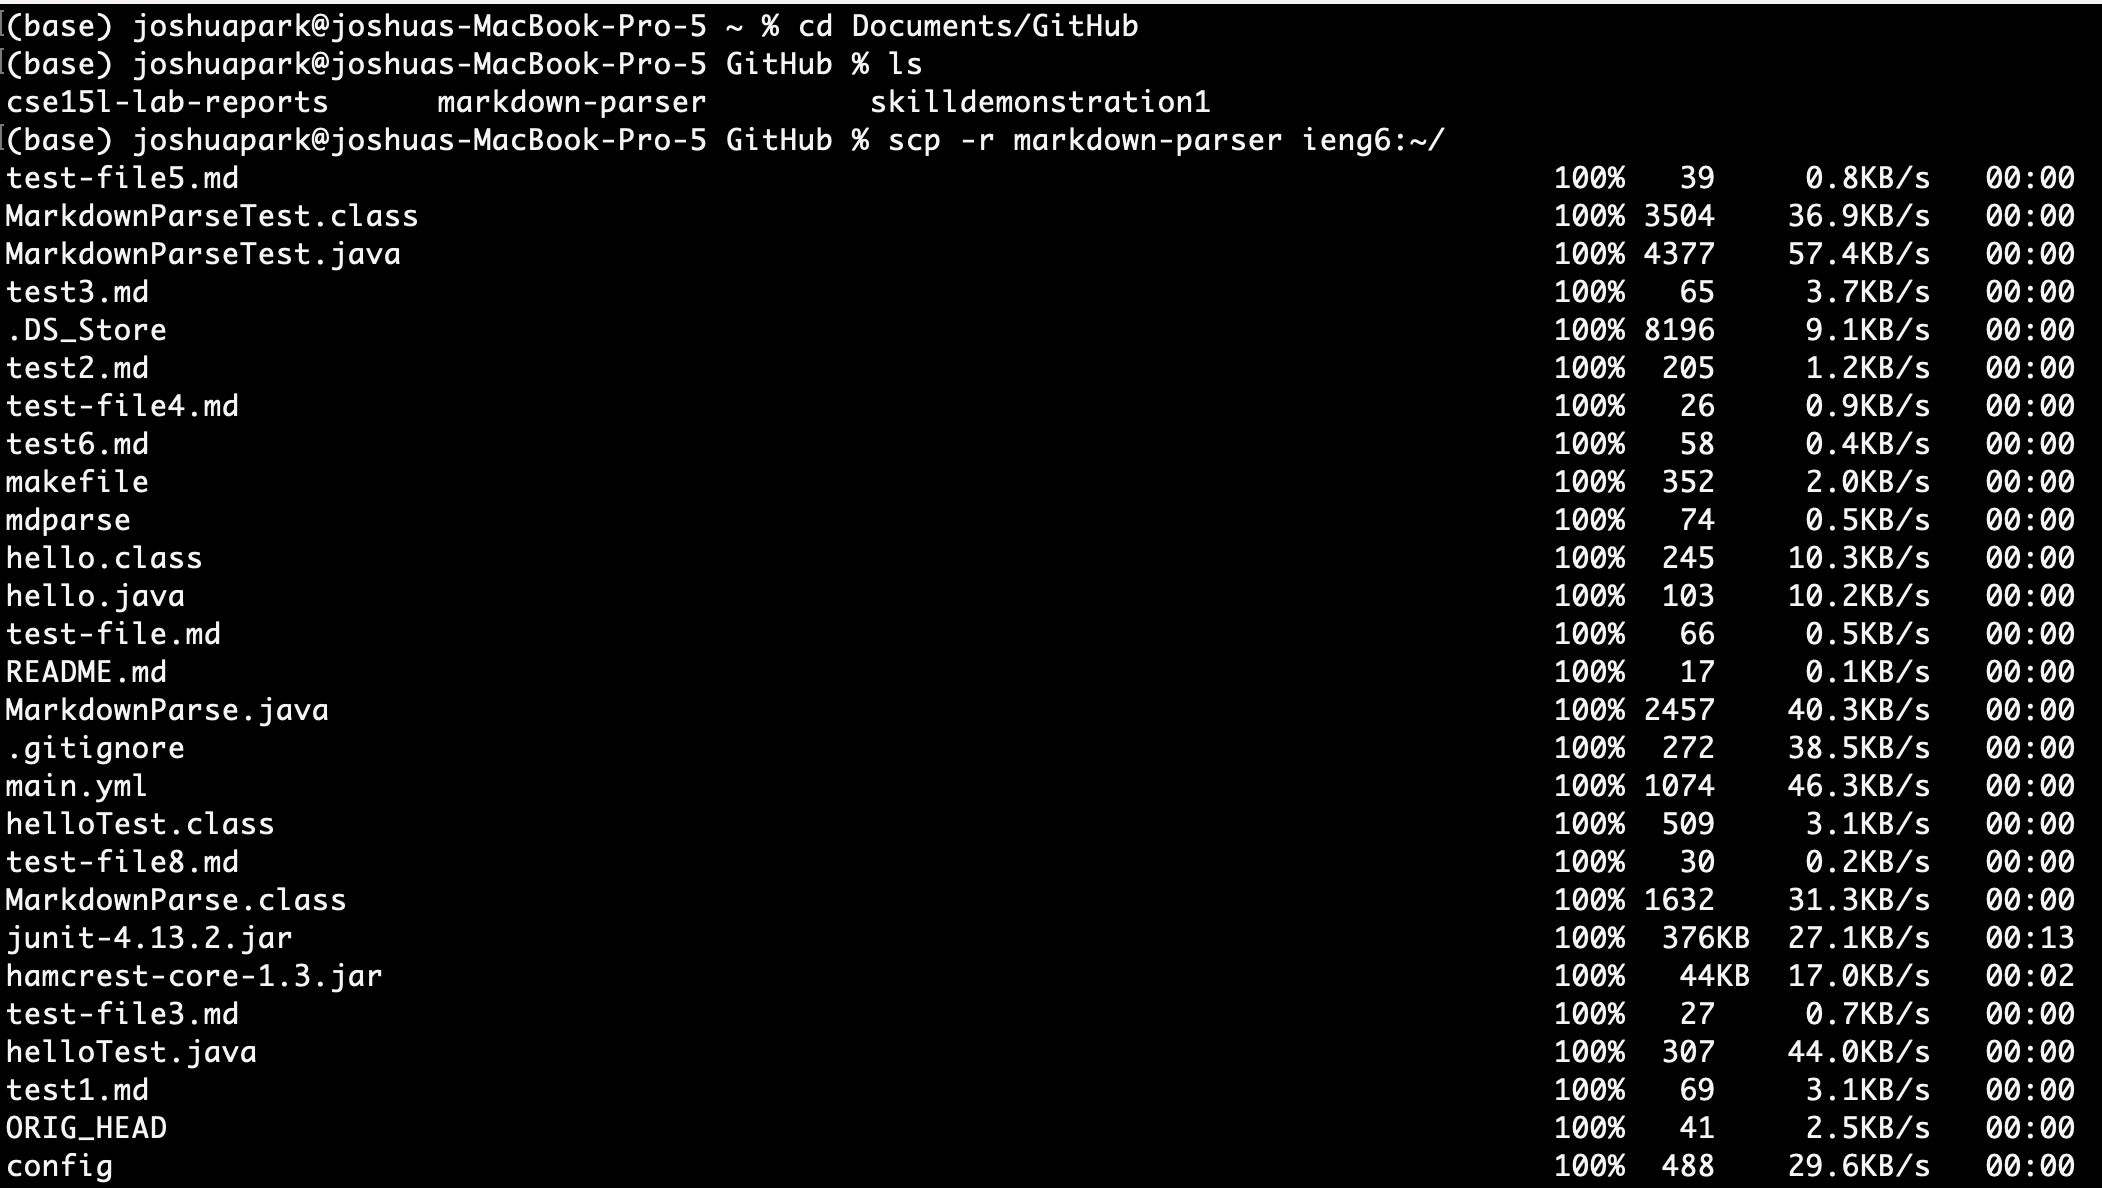 (base) joshuapark@joshuas-MacBook-Pro-5 ~ % cd Documents/GitHub
(base) joshuapark@joshuas-MacBook-Pro-5 GitHub % ls
cse15l-lab-reports      markdown-parser         skilldemonstration1
(base) joshuapark@joshuas-MacBook-Pro-5 GitHub % scp -r markdown-parser ieng6:~/
test-file5.md 100% 39 0.8KB/s 00:00
MarkdownParseTest.class 100% 3504 36.9KB/s 00:00
MarkdownParseTest.java 100% 4377 57.4KB/s 00:00
test3.md 100% 65 3.7KB/s 00:00
.DS_Store 100% 8196 9.1KB/s 00:00
test2.md 100% 205 1.2KB/s 00:00
test-file4.md 100% 26 0.9KB/s 00:00
test6.md 100% 58 0.4KB/s 00:00
makefile 100% 352 2.0KB/s 00:00
mdparse 100% 74 0.5KB/s 00:00
hello.class 100% 245 10.3KB/s 00:00
hello.java 100% 103 10.2KB/s 00:00
test-file.md 100% 66 0.5KB/s 00:00
README.md 100% 17 0.1KB/s 00:00
MarkdownParse.java 100% 2457 40.3KB/s 00:00
.gitignore 100% 272 38.5KB/s 00:00
main.yml 100% 1074 46.3KB/s 00:00
helloTest.class 100% 509 3.1KB/s 00:00
test-file8.md 100% 30 0.2KB/s 00:00
MarkdownParse.class 100% 1632 31.3KB/s 00:00
junit-4.13.2.jar 100% 376KB 27.1KB/s 00:13
hamcrest-core-1.3.jar 100% 44KB 17.0KB/s 00:02
test-file3.md 100% 27 0.7KB/s 00:00
helloTest.java 100% 307 44.0KB/s 00:00
test1.md 100% 69 3.1KB/s 00:00
ORIG_HEAD 100% 41 2.5KB/s 00:00
config 100% 488 29.6KB/s 00:00